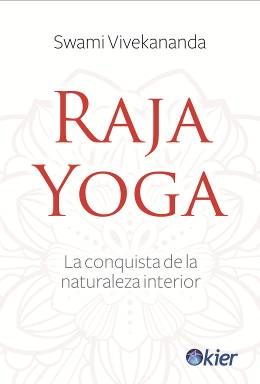 Swami Vivekananda
RAJA
YOGA
La conquista de la
naturaleza interior
kier